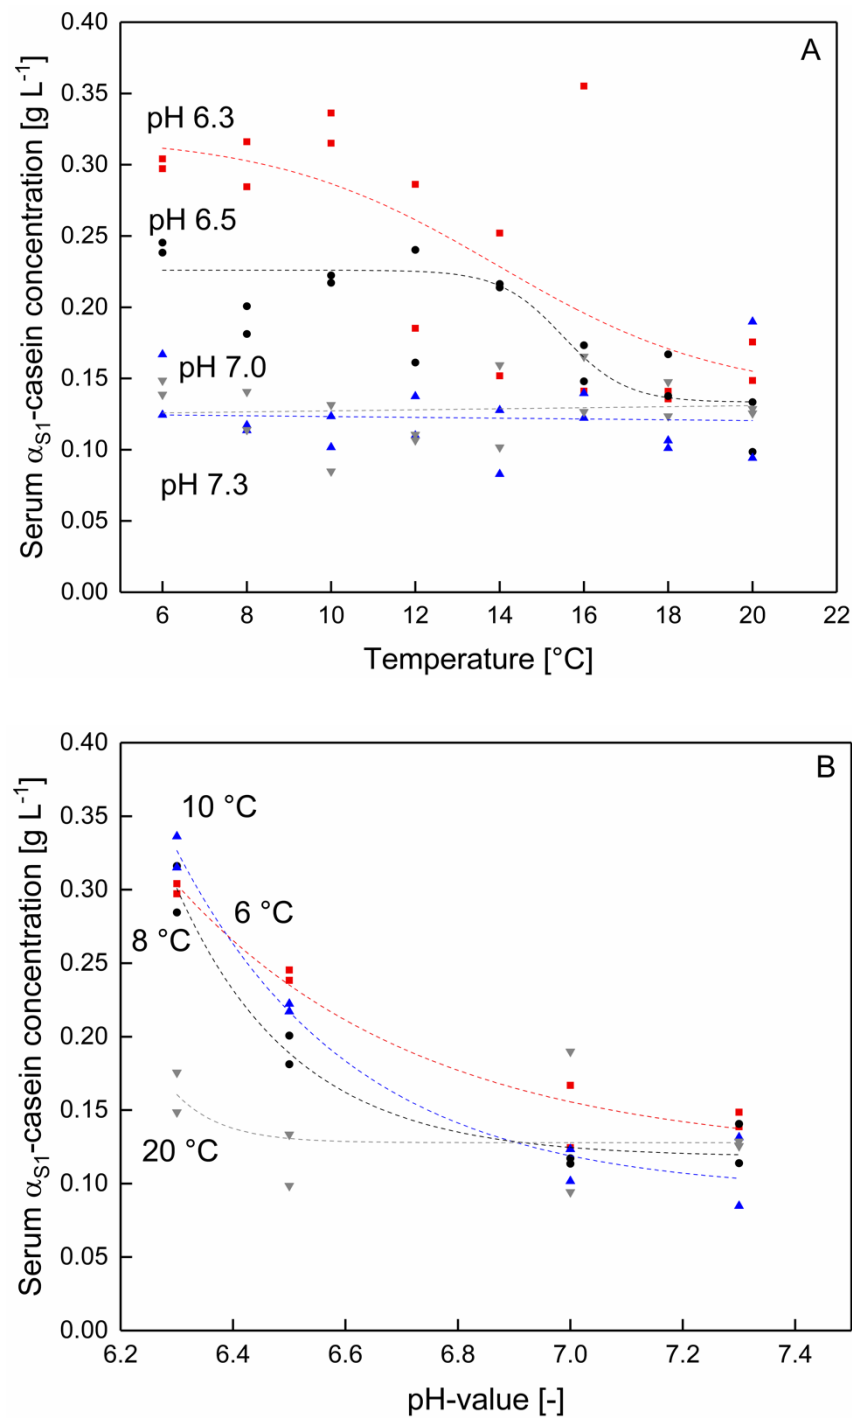 A
Serum αS1-casein concentration [g L-1]
0.40
0.35
0.30
0.25
0.20
0.15
0.10
0.05
0.00
pH 6.3
pH 6.5
pH 7.0
pH 7.3
6 8 10 12 14 16 18 20 22
Temperature [°C]
B
Serum αS1-casein concentration [g L-1]
0.40
0.35
0.30
0.25
0.20
0.15
0.10
0.05
0.00
10 °C
6 °C
8 °C
20 °C
6.2 6.4 6.6 6.8 7.0 7.2 7.4
pH-value [-]